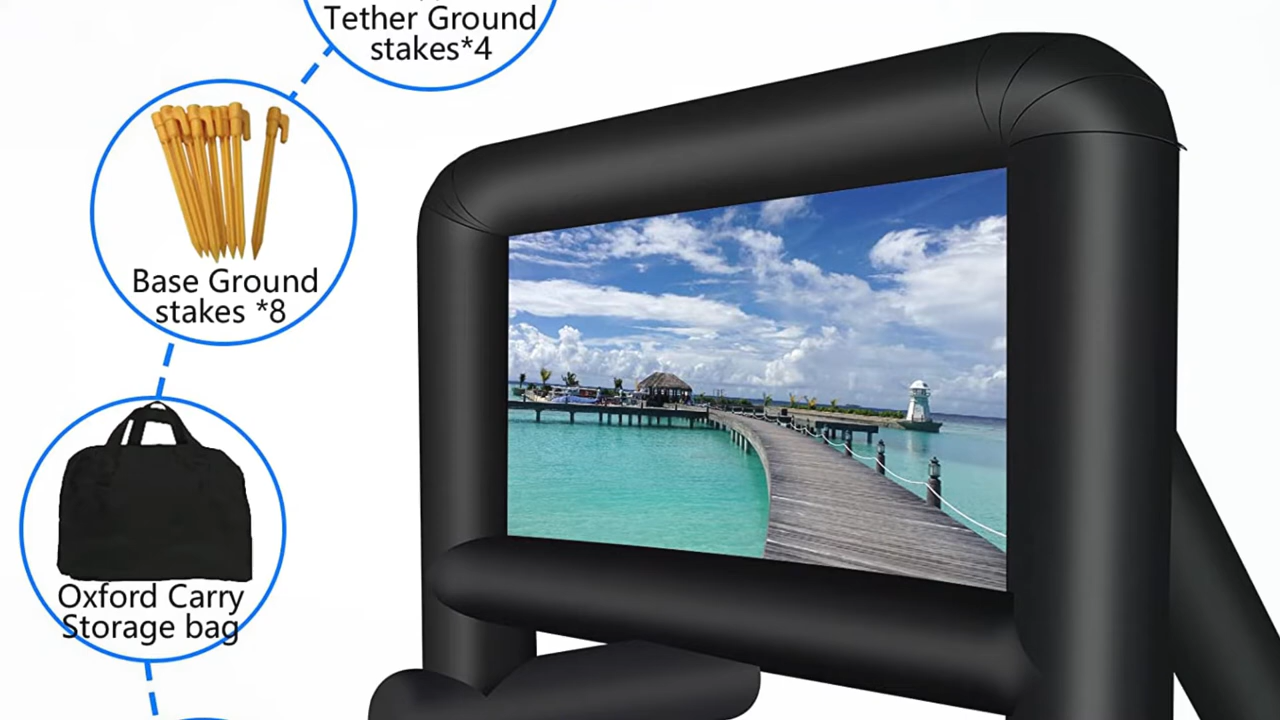 Tether Ground
stakes*4
Base Ground
stakes *8
Oxford Carry
Storage bag